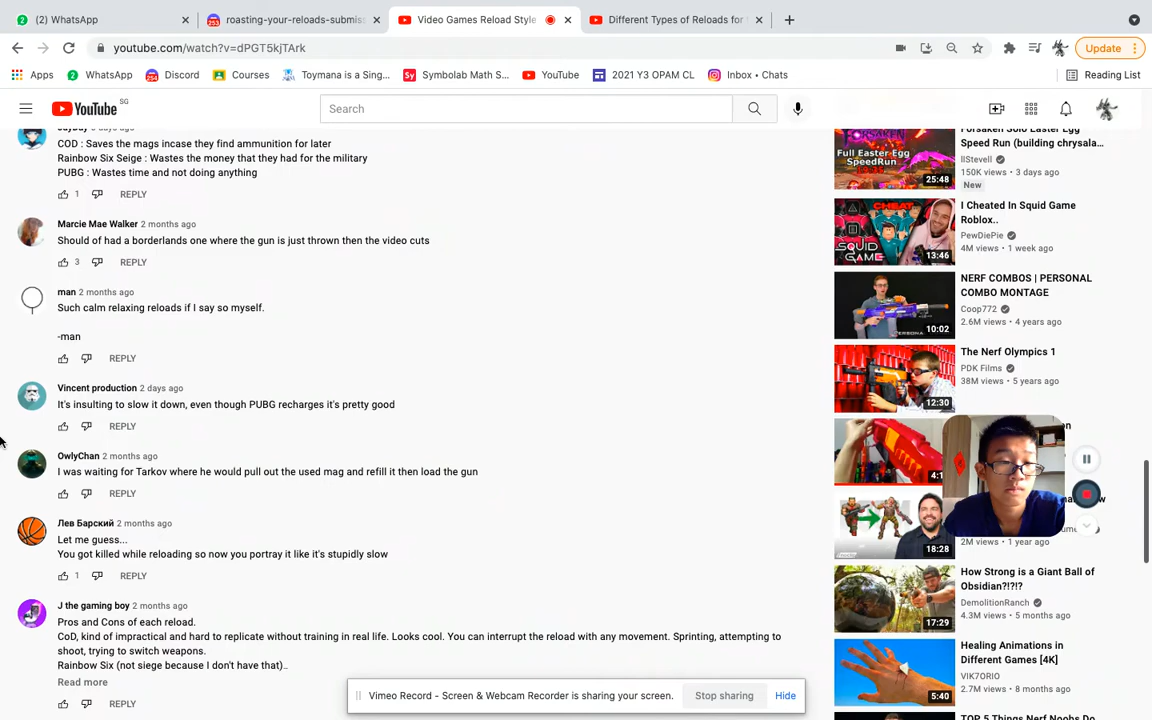 (2) WhatsApp
roasting-your-reloads-submis
Video Games Reload Style
Different Types of Reloads for
youtube.com/watch?v=dPGT5kjTArk
Update
Apps
WhatsApp
Discord
Courses
Toymana is a Sing...
Symbolab Math S...
YouTube
2021 Y3 OPAM CL
Inbox • Chats
Reading List
YouTube SG
Search
COD : Saves the mags incase they find ammunition for later
Rainbow Six Seige : Wastes the money that they had for the military
PUBG : Wastes time and not doing anything
1 REPLY
Marcie Mae Walker 2 months ago
Should of had a borderlands one where the gun is just thrown then the video cuts
3 REPLY
man 2 months ago
Such calm relaxing reloads if I say so myself.
-man
REPLY
Vincent production 2 days ago
It's insulting to slow it down, even though PUBG recharges it's pretty good
REPLY
OwlyChan 2 months ago
I was waiting for Tarkov where he would pull out the used mag and refill it then load the gun
REPLY
Лев Барский 2 months ago
Let me guess...
You got killed while reloading so now you portray it like it's stupidly slow
1 REPLY
J the gaming boy 2 months ago
Pros and Cons of each reload.
CoD, kind of impractical and hard to replicate without training in real life. Looks cool. You can interrupt the reload with any movement. Sprinting, attempting to
shoot, trying to switch weapons.
Rainbow Six (not siege because I don't have that)..
Read more
REPLY
Forsaken Solo Easter Egg
Speed Run (building chrysala...
150K views • 3 days ago
New
FORSAKEN
Full Easter Egg
SpeedRun
25:48
I Cheated In Squid Game
Roblox..
PewDiePie
4M views • 1 week ago
CHEAT
13:46
NERF COMBOS | PERSONAL
COMBO MONTAGE
Coop772
2.6M views • 4 years ago
10:02
The Nerf Olympics 1
PDK Films
38M views • 5 years ago
12:30
2M views • 1 year ago
18:28
How Strong is a Giant Ball of
Obsidian?!?!?
DemolitionRanch
4.3M views • 5 months ago
17:29
Healing Animations in
Different Games [4K]
VIK7ORIO
2.7M views • 8 months ago
5:40
TOP 5 Things Nerf Noobs Do
Vimeo Record - Screen & Webcam Recorder is sharing your screen.
Stop sharing
Hide